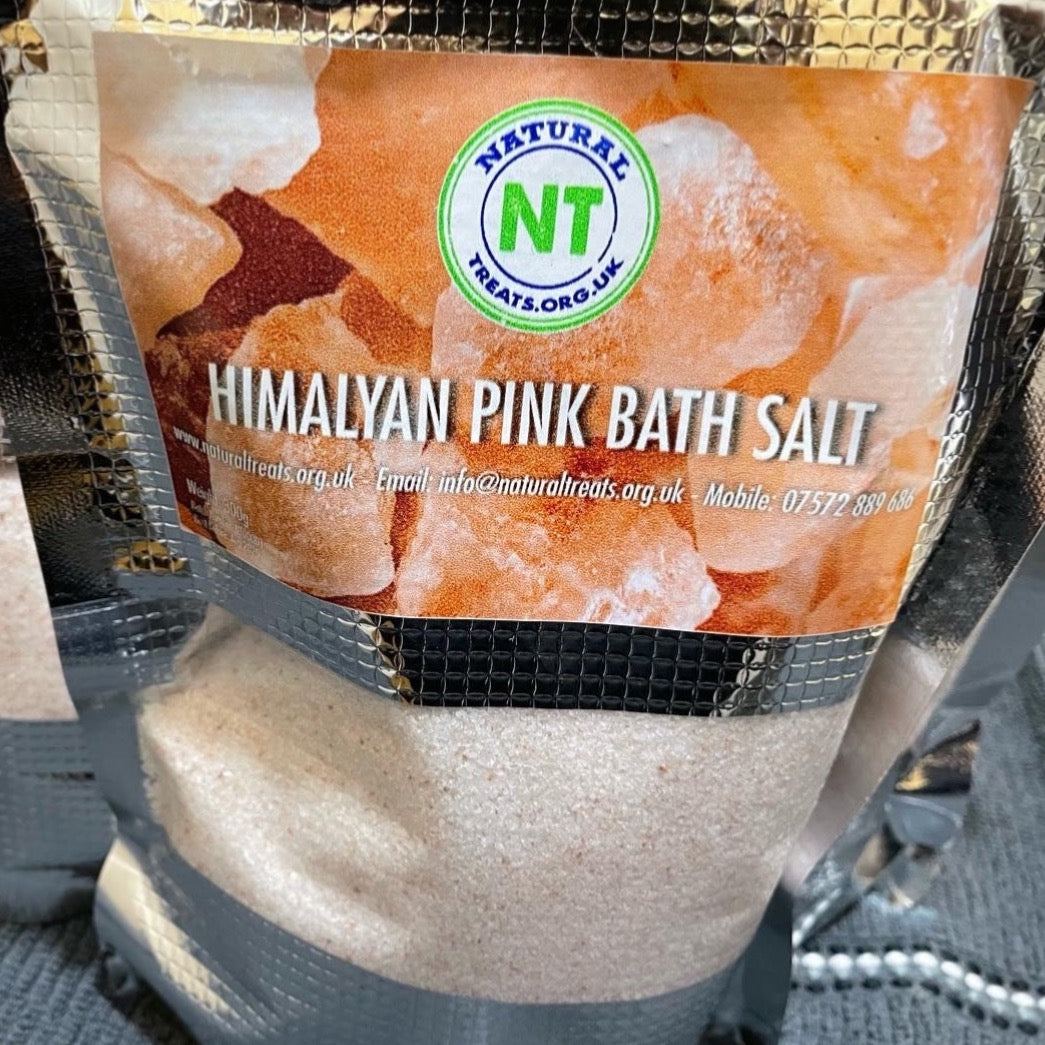 NATURAL
NT
TREATS.ORG.UK
HIMALYAN PINK BATH SALT
www.naturaltreats.org.uk - Email: info@naturaltreats.org.uk - Mobile: 07572 889 686